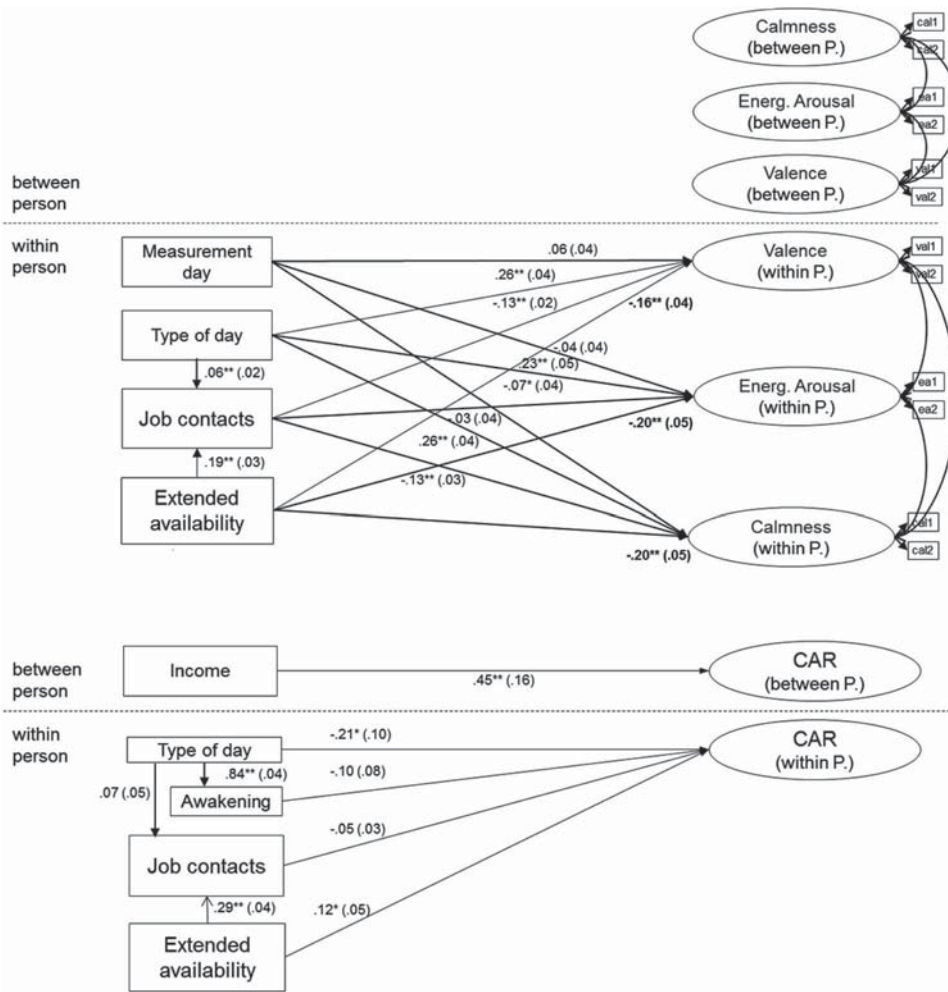 Calmness
(between P.)
cal1
cal2
Energ. Arousal
(between P.)
ea1
ea2
between
person
Valence
(between P.)
val1
val2
within
person
Measurement
day
.06 (.04)
.26** (.04)
-.13** (.02)
-.16** (.04)
Valence
(within P.)
val1
val2
Type of day
.06** (.02)
-.04 (.04)
.23** (.05)
-.07* (.04)
Energ. Arousal
(within P.)
ea1
ea2
Job contacts
-.20** (.05)
.19** (.03)
-.03 (.04)
.26** (.04)
-.13** (.03)
Extended
availability
Calmness
(within P.)
cal1
cal2
-.20** (.05)
between
person
Income
.45** (.16)
CAR
(between P.)
within
person
Type of day
-.21* (.10)
CAR
(within P.)
.07 (.05)
.84** (.04)
-.10 (.08)
Awakening
-.05 (.03)
Job contacts
.29** (.04)
.12* (.05)
Extended
availability